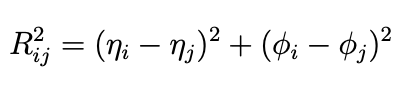 $R_{ij}^2 = (\eta_i - \eta_j)^2 + (\phi_i - \phi_j)^2$